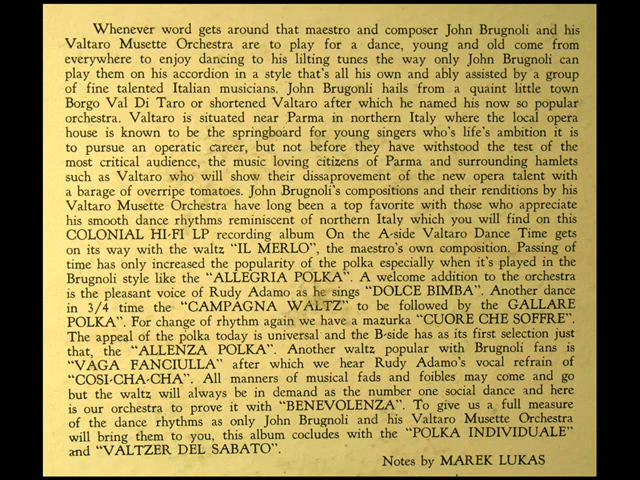 Whenever word gets around that maestro and composer John Brugnoli and his
Valtaro Musette Orchestra are to play for a dance, young and old come from
everywhere to enjoy dancing to his lilting tunes the way only John Brugnoli can
play them on his accordion in a style that's all his own and ably assisted by a group
of fine talented Italian musicians. John Brugonli hails from a quaint little town
Borgo Val Di Taro or shortened Valtaro after which he named his now so popular
orchestra. Valtaro is situated near Parma in northern Italy where the local opera
house is known to be the springboard for young singers who's life's ambition it is
to pursue an operatic career, but not before they have withstood the test of the
most critical audience, the music loving citizens of Parma and surrounding hamlets
such as Valtaro who will show their dissaprovement of the new opera talent with
a barage of overripe tomatoes. John Brugnoli's compositions and their renditions by his
Valtaro Musette Orchestra have long been a top favorite with those who appreciate
his smooth dance rhythms reminiscent of northern Italy which you will find on this
COLONIAL HI-FI LP recording album On the A-side Valtaro Dance Time gets
on its way with the waltz "IL MERLO", the maestro's own composition. Passing of
time has only increased the popularity of the polka especially when it's played in the
Brugnoli style like the "ALLEGRIA POLKA". A welcome addition to the orchestra
is the pleasant voice of Rudy Adamo as he sings "DOLCE BIMBA". Another dance
in 3/4 time the "CAMPAGNA WALTZ" to be followed by the GALLARE
POLKA". For change of rhythm again we have a mazurka "CUORE CHE SOFFRE".
The appeal of the polka today is universal and the B-side has as its first selection just
that, the "ALLENZA POLKA". Another waltz popular with Brugnoli fans is
"VAGA FANCIULLA" after which we hear Rudy Adamo's vocal refrain of
"COSI-CHA-CHA". All manners of musical fads and foibles may come and go
but the waltz will always be in demand as the number one social dance and here
is our orchestra to prove it with "BENEVOLENZA". To give us a full measure
of the dance rhythms as only John Brugnoli and his Valtaro Musette Orchestra
will bring them to you, this album cocludes with the "POLKA INDIVIDUALE"
and "VALTZER DEL SABATO".
Notes by MAREK LUKAS